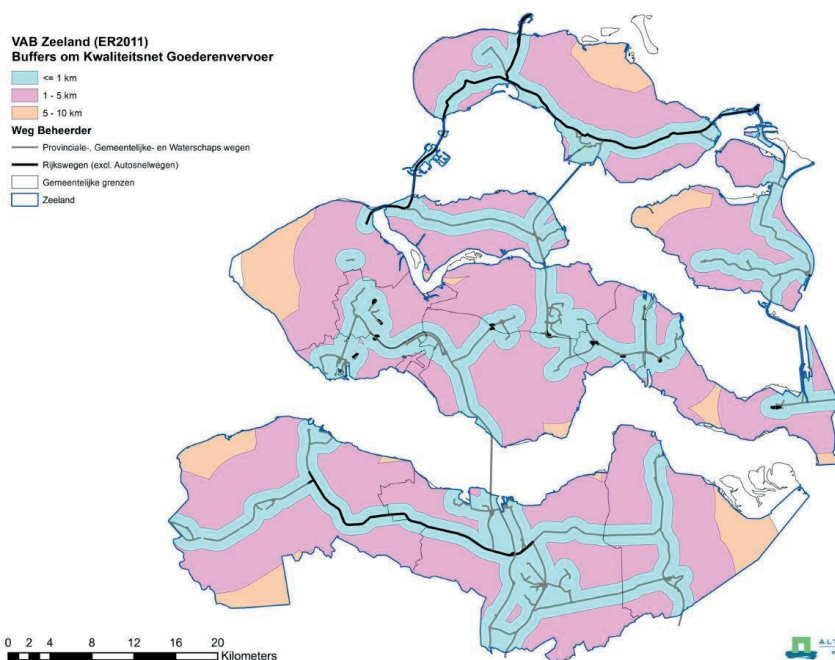 VAB Zeeland (ER2011)
Buffers om Kwaliteitsnet Goederenvervoer
<= 1 km
1 - 5 km
5 - 10 km
Weg Beheerder
Provinciale-, Gemeentelijke- en Waterschaps wegen
Rijkswegen (excl. Autosnelwegen)
Gemeentelijke grenzen
Zeeland
0 2 4 8 12 16 20
Kilometers